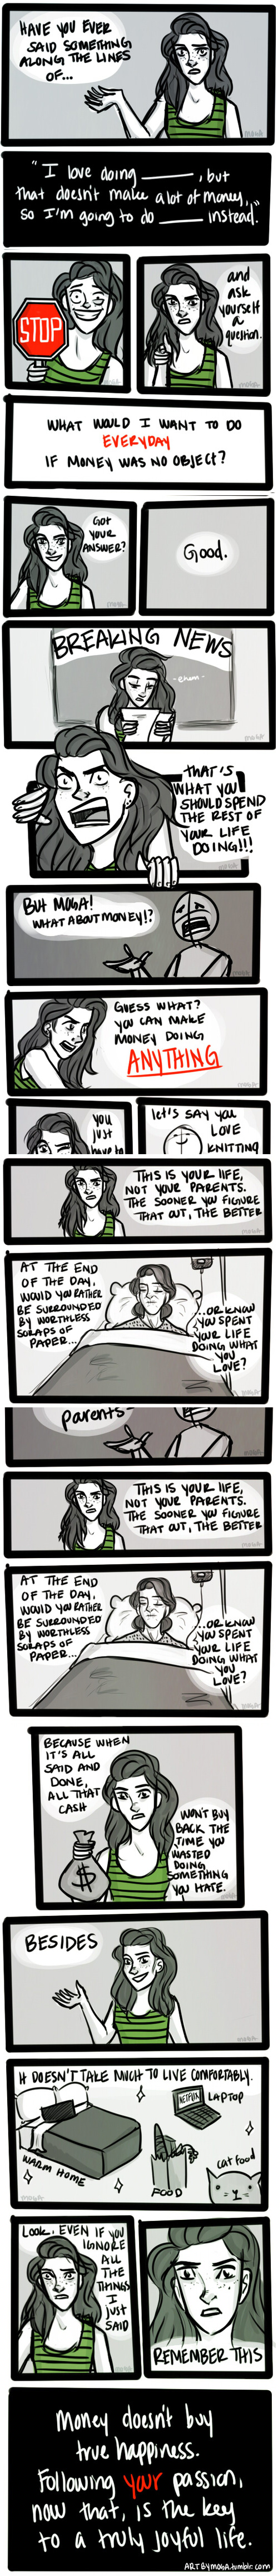 HAVE YOU EVER
SAID SOMETHING
ALONG THE LINES
OF...
"I love doing ______, but
that doesn't make a lot of money,
so I'm going to do ______ instead."
STOP
and
ask
yourself
a
question.
WHAT WOULD I WANT TO DO
EVERYDAY
IF MONEY WAS NO OBJECT?
GOT
YOUR
ANSWER?
Good.
BREAKING NEWS
-ehem-
THAT'S
WHAT YOU
SHOULD SPEND
THE REST OF
YOUR LIFE
DOING!!!
BUT MOGA!
WHAT ABOUT MONEY!?
GUESS WHAT?
YOU CAN MAKE
MONEY DOING
ANYTHING
you
just
have to
let's SAY YOU
LOVE
KNITTING
THIS IS YOUR LIFE,
NOT YOUR PARENTS.
THE SOONER YOU FIGURE
THAT OUT, THE BETTER
AT THE END
OF THE DAY,
WOULD YOU RATHER
BE SURROUNDED
BY WORTHLESS
SCRAPS OF
PAPER...
...OR KNOW
YOU SPENT
YOUR LIFE
DOING WHAT
YOU
LOVE?
parents-
THIS IS YOUR LIFE,
NOT YOUR PARENTS.
THE SOONER YOU FIGURE
THAT OUT, THE BETTER
AT THE END
OF THE DAY,
WOULD YOU RATHER
BE SURROUNDED
BY WORTHLESS
SCRAPS OF
PAPER...
...OR KNOW
YOU SPENT
YOUR LIFE
DOING WHAT
YOU
LOVE?
BECAUSE WHEN
IT'S ALL
SAID AND
DONE,
ALL THAT
CASH
$
WON'T BUY
BACK THE
TIME YOU
WASTED
DOING
SOMETHING
YOU HATE.
BESIDES
It DOESN'T TAKE MUCH TO LIVE COMFORTABLY.
NETFLIX
LAPTOP
WARM HOME
FOOD
cat food
LOOK, EVEN IF YOU
IGNORE
ALL
THE
THINGS
I
JUST
SAID
REMEMBER THIS
Money doesn't buy
true happiness.
Following your passion,
now that, is the key
to a truly joyful life.
ARTBYMOGA.tumblr.com